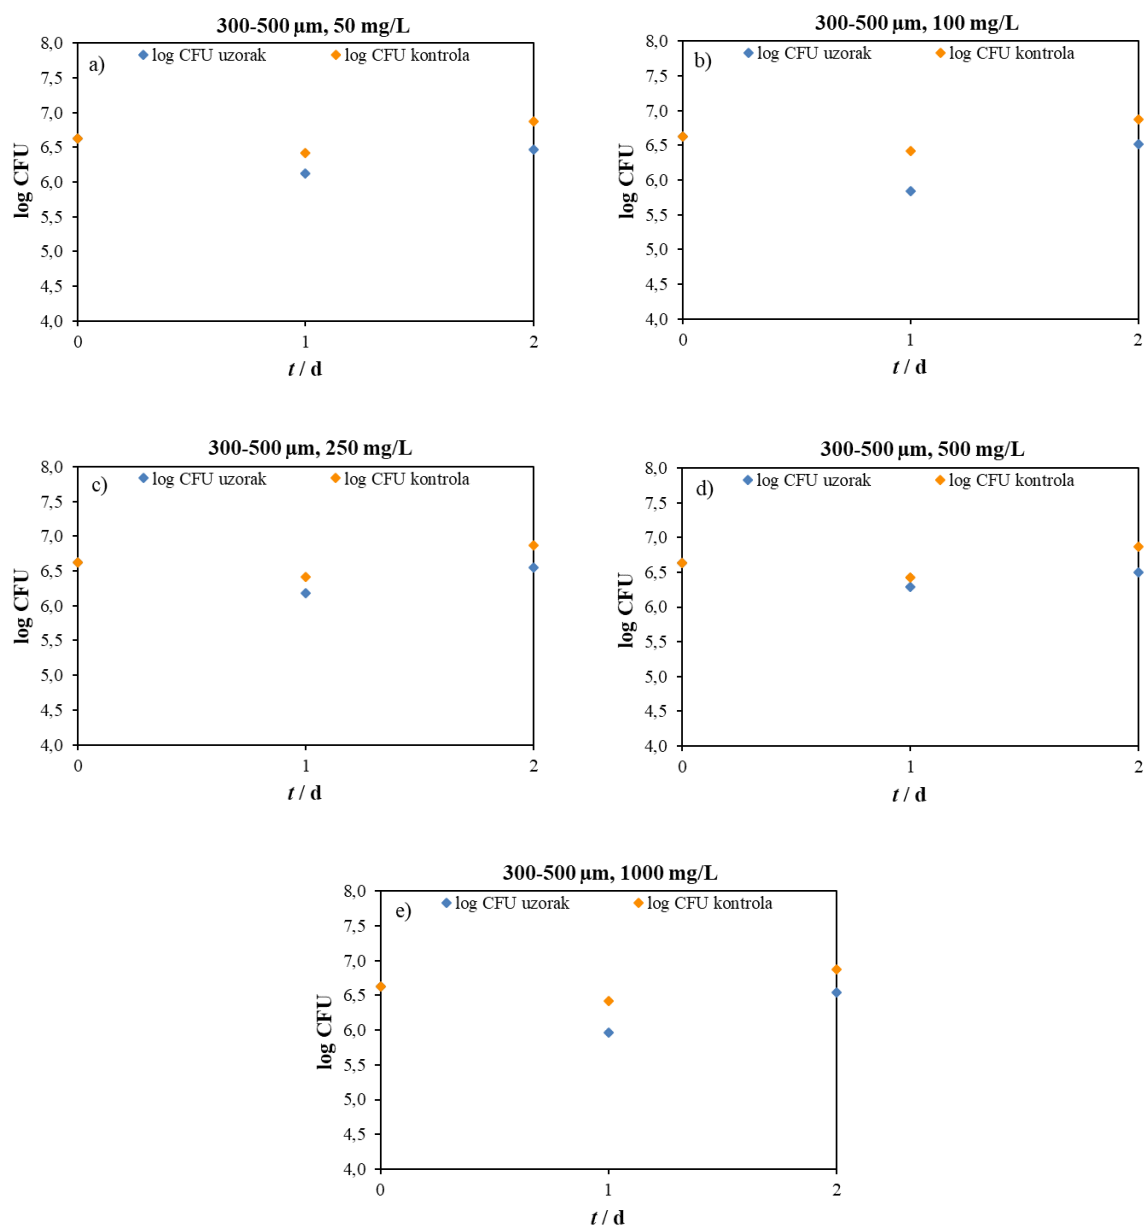 300-500 µm, 50 mg/L
a)
log CFU uzorak
log CFU kontrola
8,0
7,5
7,0
6,5
6,0
5,5
5,0
4,5
4,0
log CFU
0
1
2
t / d
300-500 µm, 100 mg/L
b)
log CFU uzorak
log CFU kontrola
8,0
7,5
7,0
6,5
6,0
5,5
5,0
4,5
4,0
log CFU
0
1
2
t / d
300-500 µm, 250 mg/L
c)
log CFU uzorak
log CFU kontrola
8,0
7,5
7,0
6,5
6,0
5,5
5,0
4,5
4,0
log CFU
0
1
2
t / d
300-500 µm, 500 mg/L
d)
log CFU uzorak
log CFU kontrola
8,0
7,5
7,0
6,5
6,0
5,5
5,0
4,5
4,0
log CFU
0
1
2
t / d
300-500 µm, 1000 mg/L
e)
log CFU uzorak
log CFU kontrola
8,0
7,5
7,0
6,5
6,0
5,5
5,0
4,5
4,0
log CFU
0
1
2
t / d